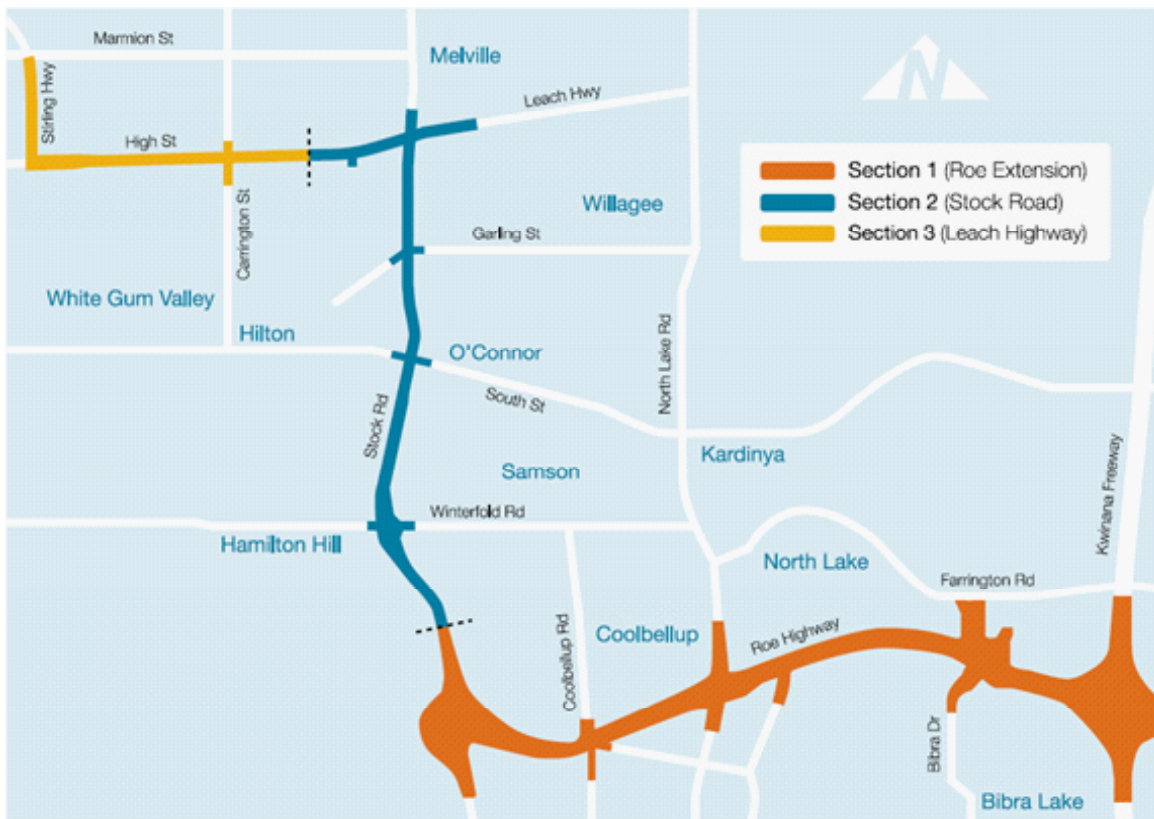 Marmion St
Melville
N
Stirling Hwy
Leach Hwy
High St
Section 1 (Roe Extension)
Section 2 (Stock Road)
Section 3 (Leach Highway)
Carrington St
Willagee
Garling St
White Gum Valley
Hilton
O'Connor
North Lake Rd
South St
Stock Rd
Kardinya
Kwinana Freeway
Samson
Winterfold Rd
Hamilton Hill
North Lake
Farrington Rd
Coolbellup
Roe Highway
Coolbellup Rd
Bibra Dr
Bibra Lake